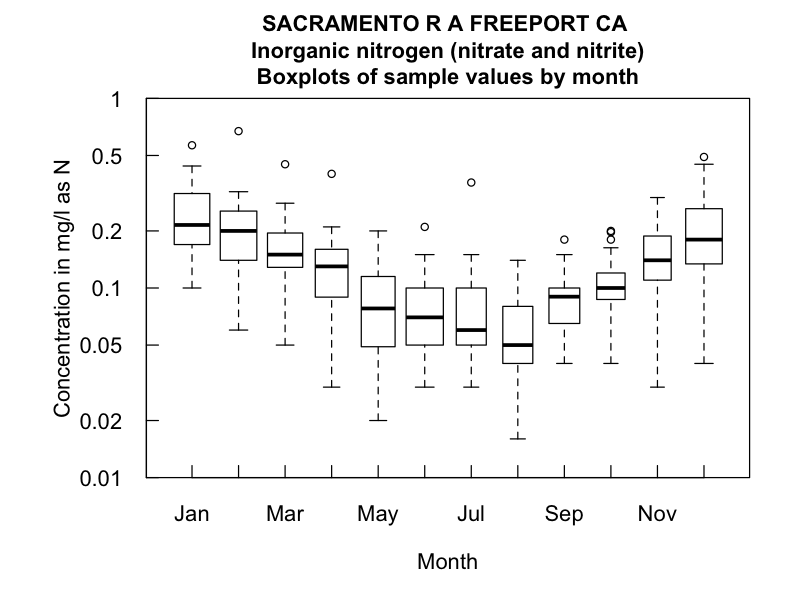 SACRAMENTO R A FREEPORT CA
Inorganic nitrogen (nitrate and nitrite)
Boxplots of sample values by month
Concentration in mg/l as N
1
0.5
0.2
0.1
0.05
0.02
0.01
Jan Mar May Jul Sep Nov
Month